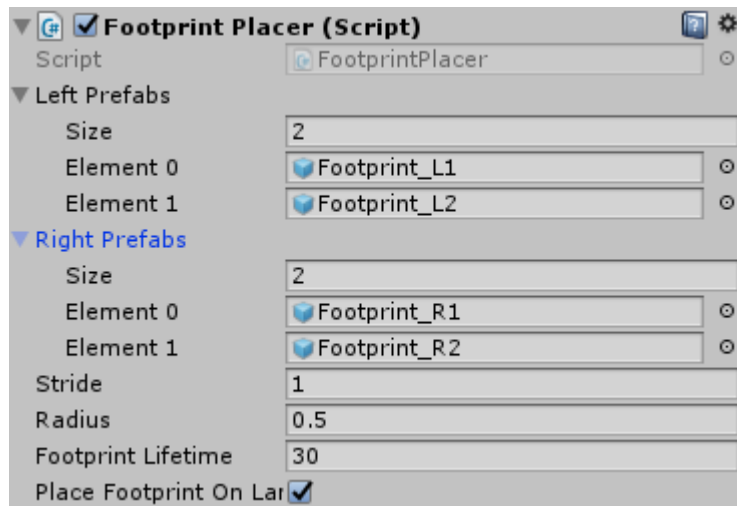 Footprint Placer (Script)
Script FootprintPlacer
Left Prefabs
Size 2
Element 0 Footprint_L1
Element 1 Footprint_L2
Right Prefabs
Size 2
Element 0 Footprint_R1
Element 1 Footprint_R2
Stride 1
Radius 0.5
Footprint Lifetime 30
Place Footprint On Lar